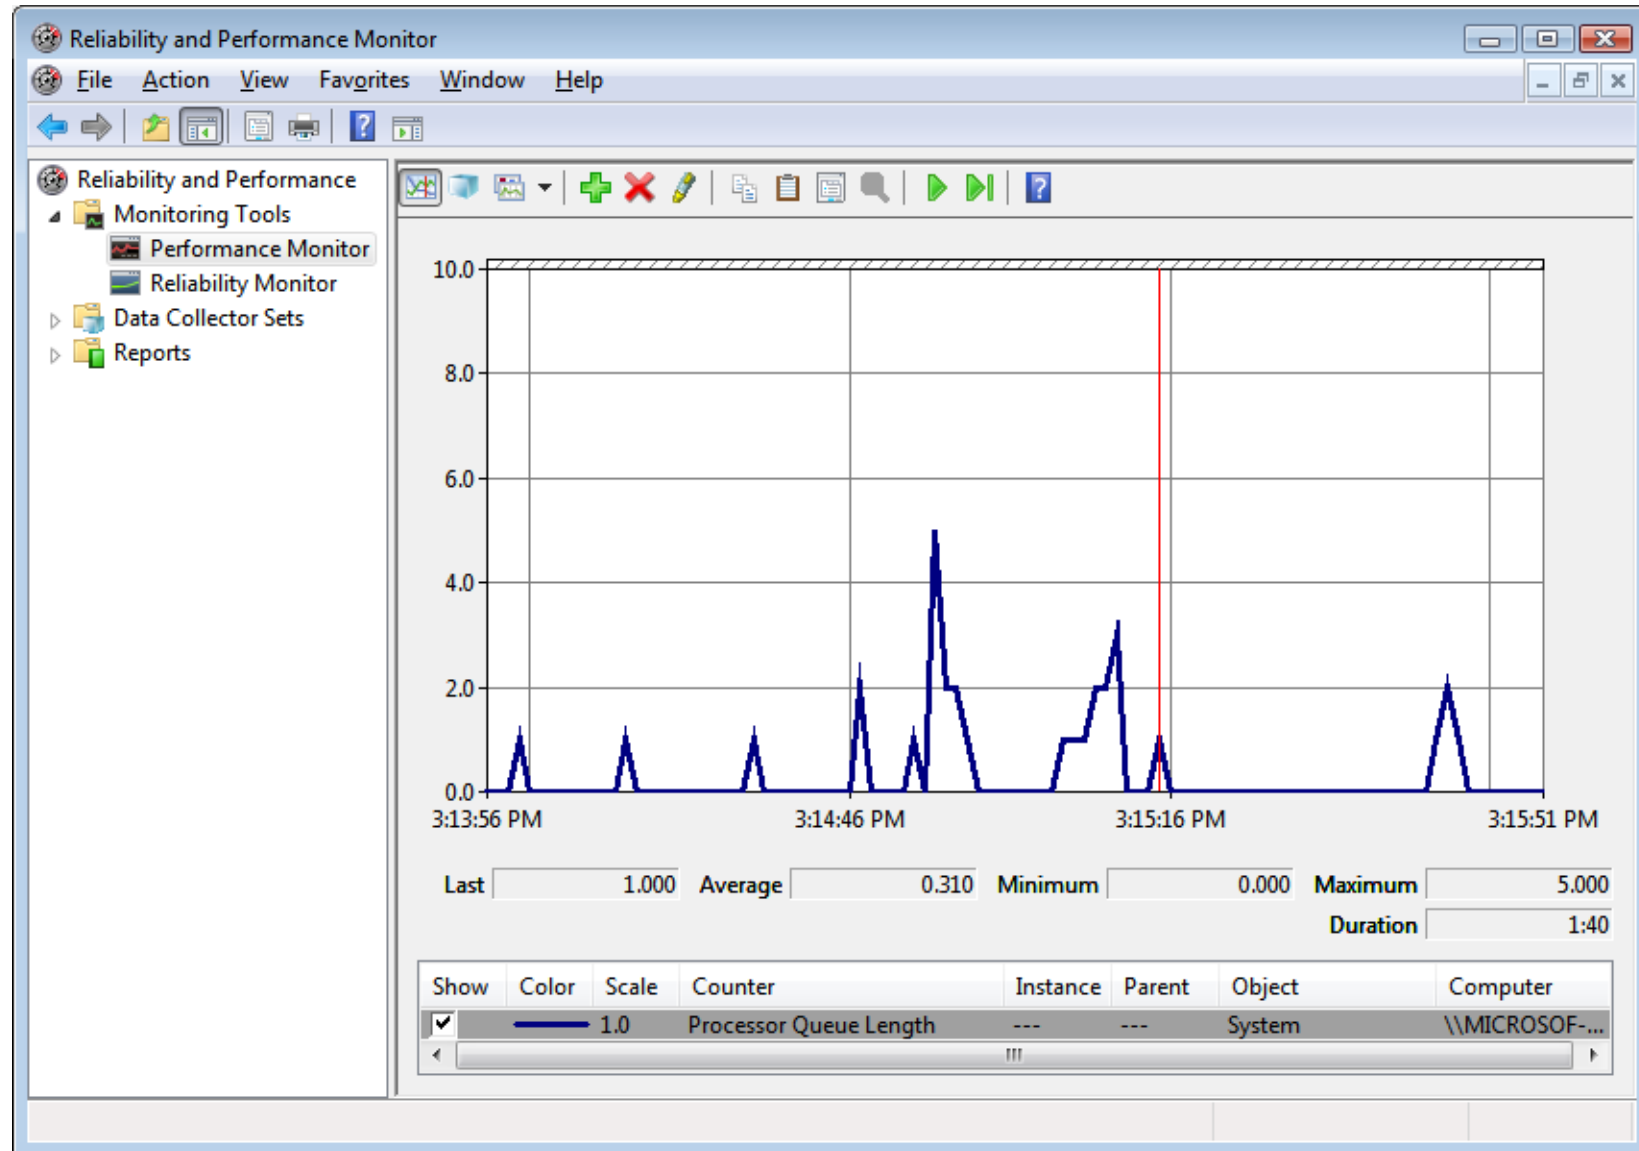 Reliability and Performance Monitor
File Action View Favorites Window Help
Reliability and Performance
Monitoring Tools
Performance Monitor
Reliability Monitor
Data Collector Sets
Reports
10.0
8.0
6.0
4.0
2.0
0.0
3:13:56 PM 3:14:46 PM 3:15:16 PM 3:15:51 PM
Last 1.000 Average 0.310 Minimum 0.000 Maximum 5.000
Duration 1:40
Show Color Scale Counter Instance Parent Object Computer
1.0 Processor Queue Length --- --- System \\MICROSOF-...